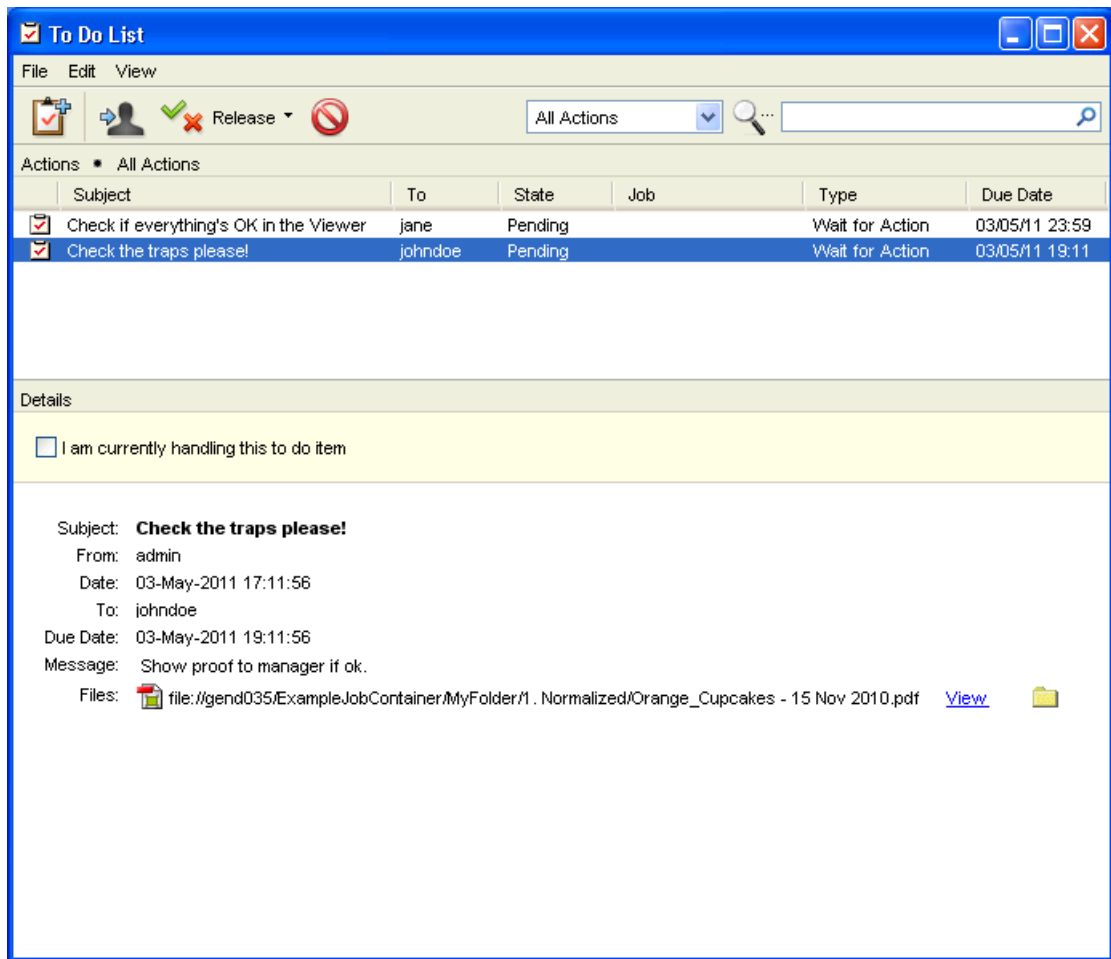 To Do List
File Edit View
Release All Actions ...
Actions • All Actions
Subject To State Job Type Due Date
Check if everything's OK in the Viewer jane Pending Wait for Action 03/05/11 23:59
Check the traps please! johndoe Pending Wait for Action 03/05/11 19:11
Details
I am currently handling this to do item
Subject: Check the traps please!
From: admin
Date: 03-May-2011 17:11:56
To: johndoe
Due Date: 03-May-2011 19:11:56
Message: Show proof to manager if ok.
Files: file://gend035/ExampleJobContainer/MyFolder/1. Normalized/Orange_Cupcakes - 15 Nov 2010.pdf View